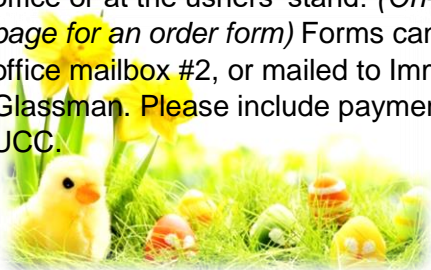 office or at the ushers' stand. (On-
page for an order form) Forms can
office mailbox #2, or mailed to Imm
Glassman. Please include paymen
UCC.